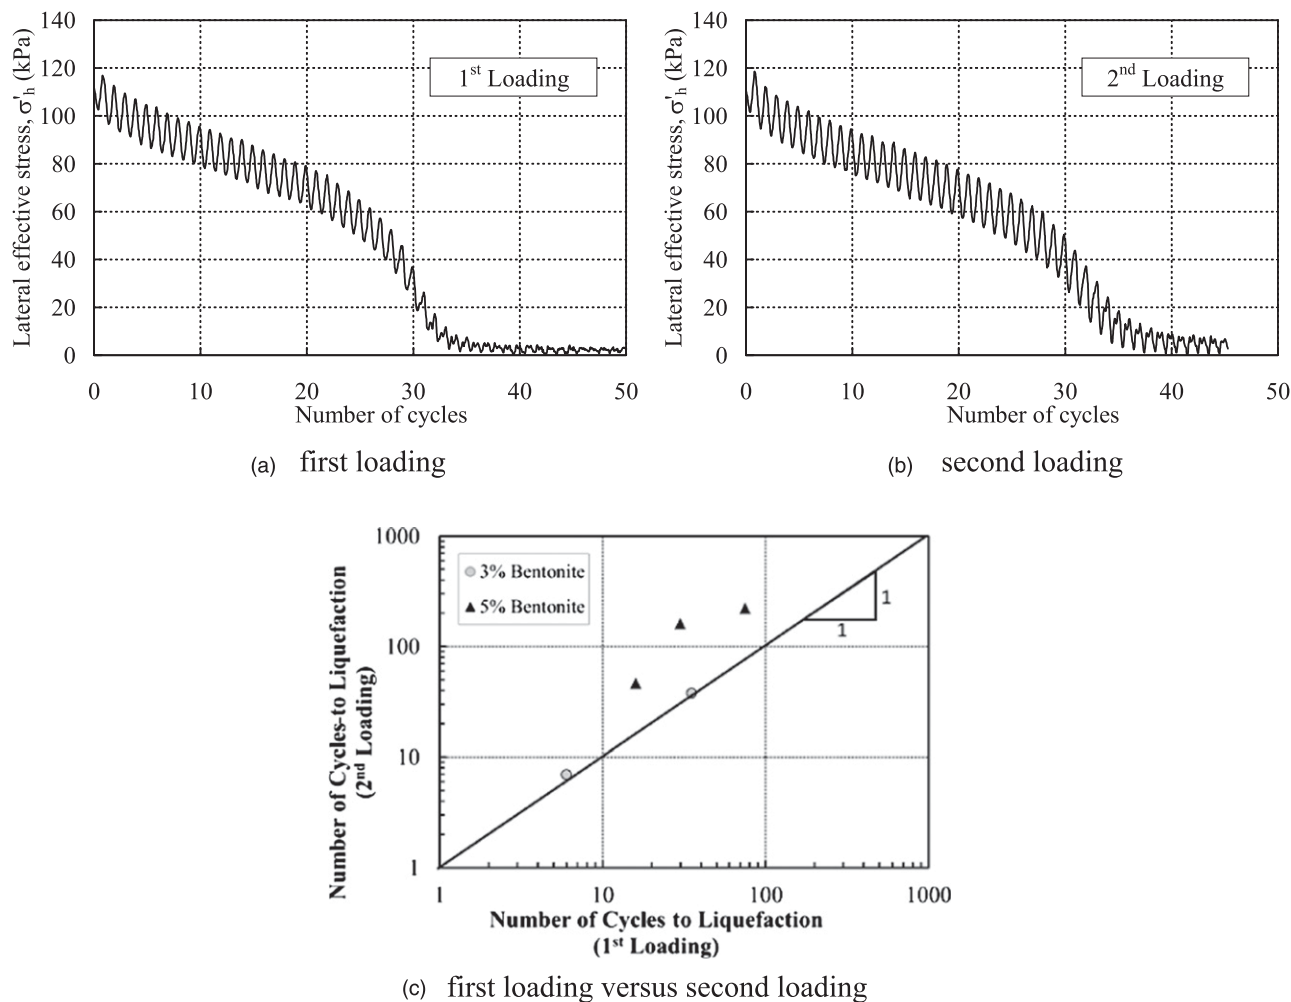 140
120
100
80
60
40
20
0
Lateral effective stress, σ'h (kPa)
1st Loading
0 10 20 30 40 50
Number of cycles
(a) first loading
140
120
100
80
60
40
20
0
Lateral effective stress, σ'h (kPa)
2nd Loading
0 10 20 30 40 50
Number of cycles
(b) second loading
1000
100
10
1
Number of Cycles-to Liquefaction
(2nd Loading)
3% Bentonite
5% Bentonite
1
1
1 10 100 1000
Number of Cycles to Liquefaction
(1st Loading)
(c) first loading versus second loading